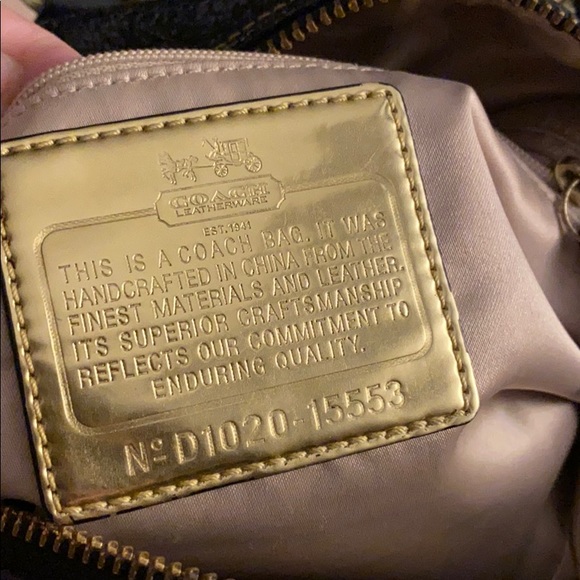 COACH
LEATHERWARE
EST. 1941
THIS IS A COACH BAG. IT WAS
HANDCRAFTED IN CHINA FROM THE
FINEST MATERIALS AND LEATHER.
ITS SUPERIOR CRAFTSMANSHIP
REFLECTS OUR COMMITMENT TO
ENDURING QUALITY.
Nº D1020-15553